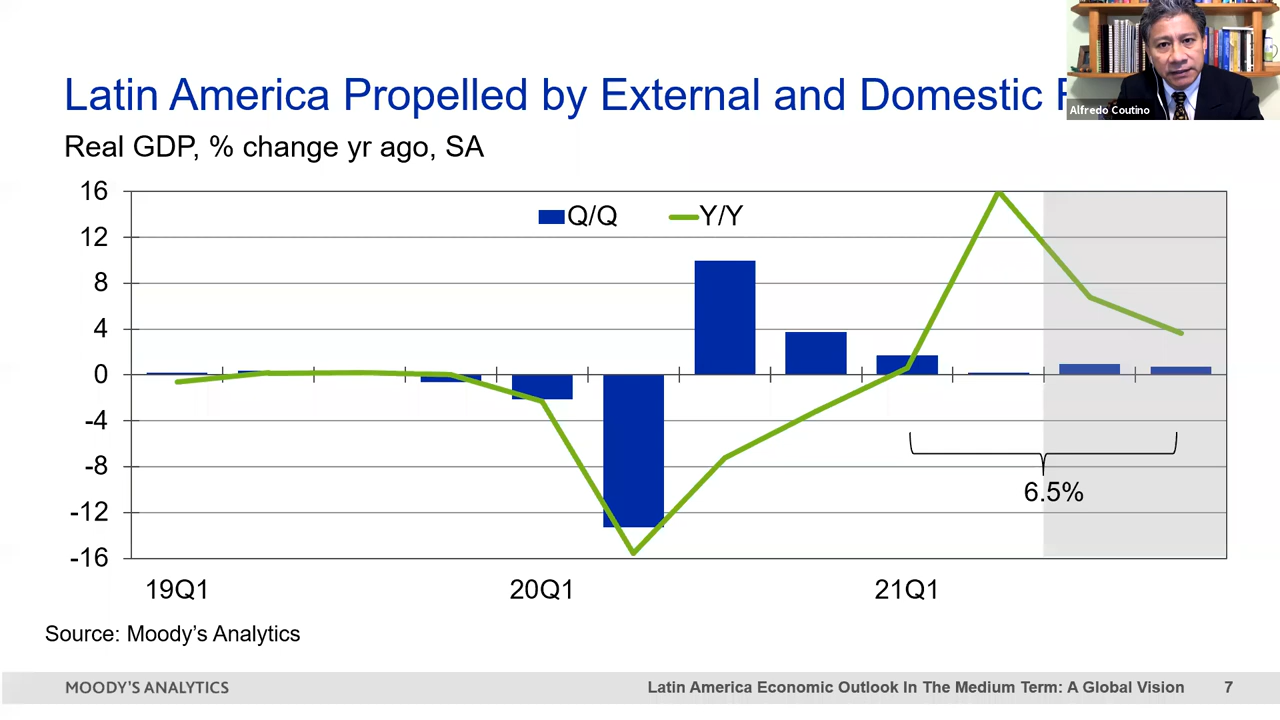 Latin America Propelled by External and Domestic
Alfredo Coutino
Real GDP, % change yr ago, SA
16
12
8
4
0
-4
-8
-12
-16
Q/Q
Y/Y
6.5%
19Q1
20Q1
21Q1
Source: Moody's Analytics
MOODY'S ANALYTICS
Latin America Economic Outlook In The Medium Term: A Global Vision
7